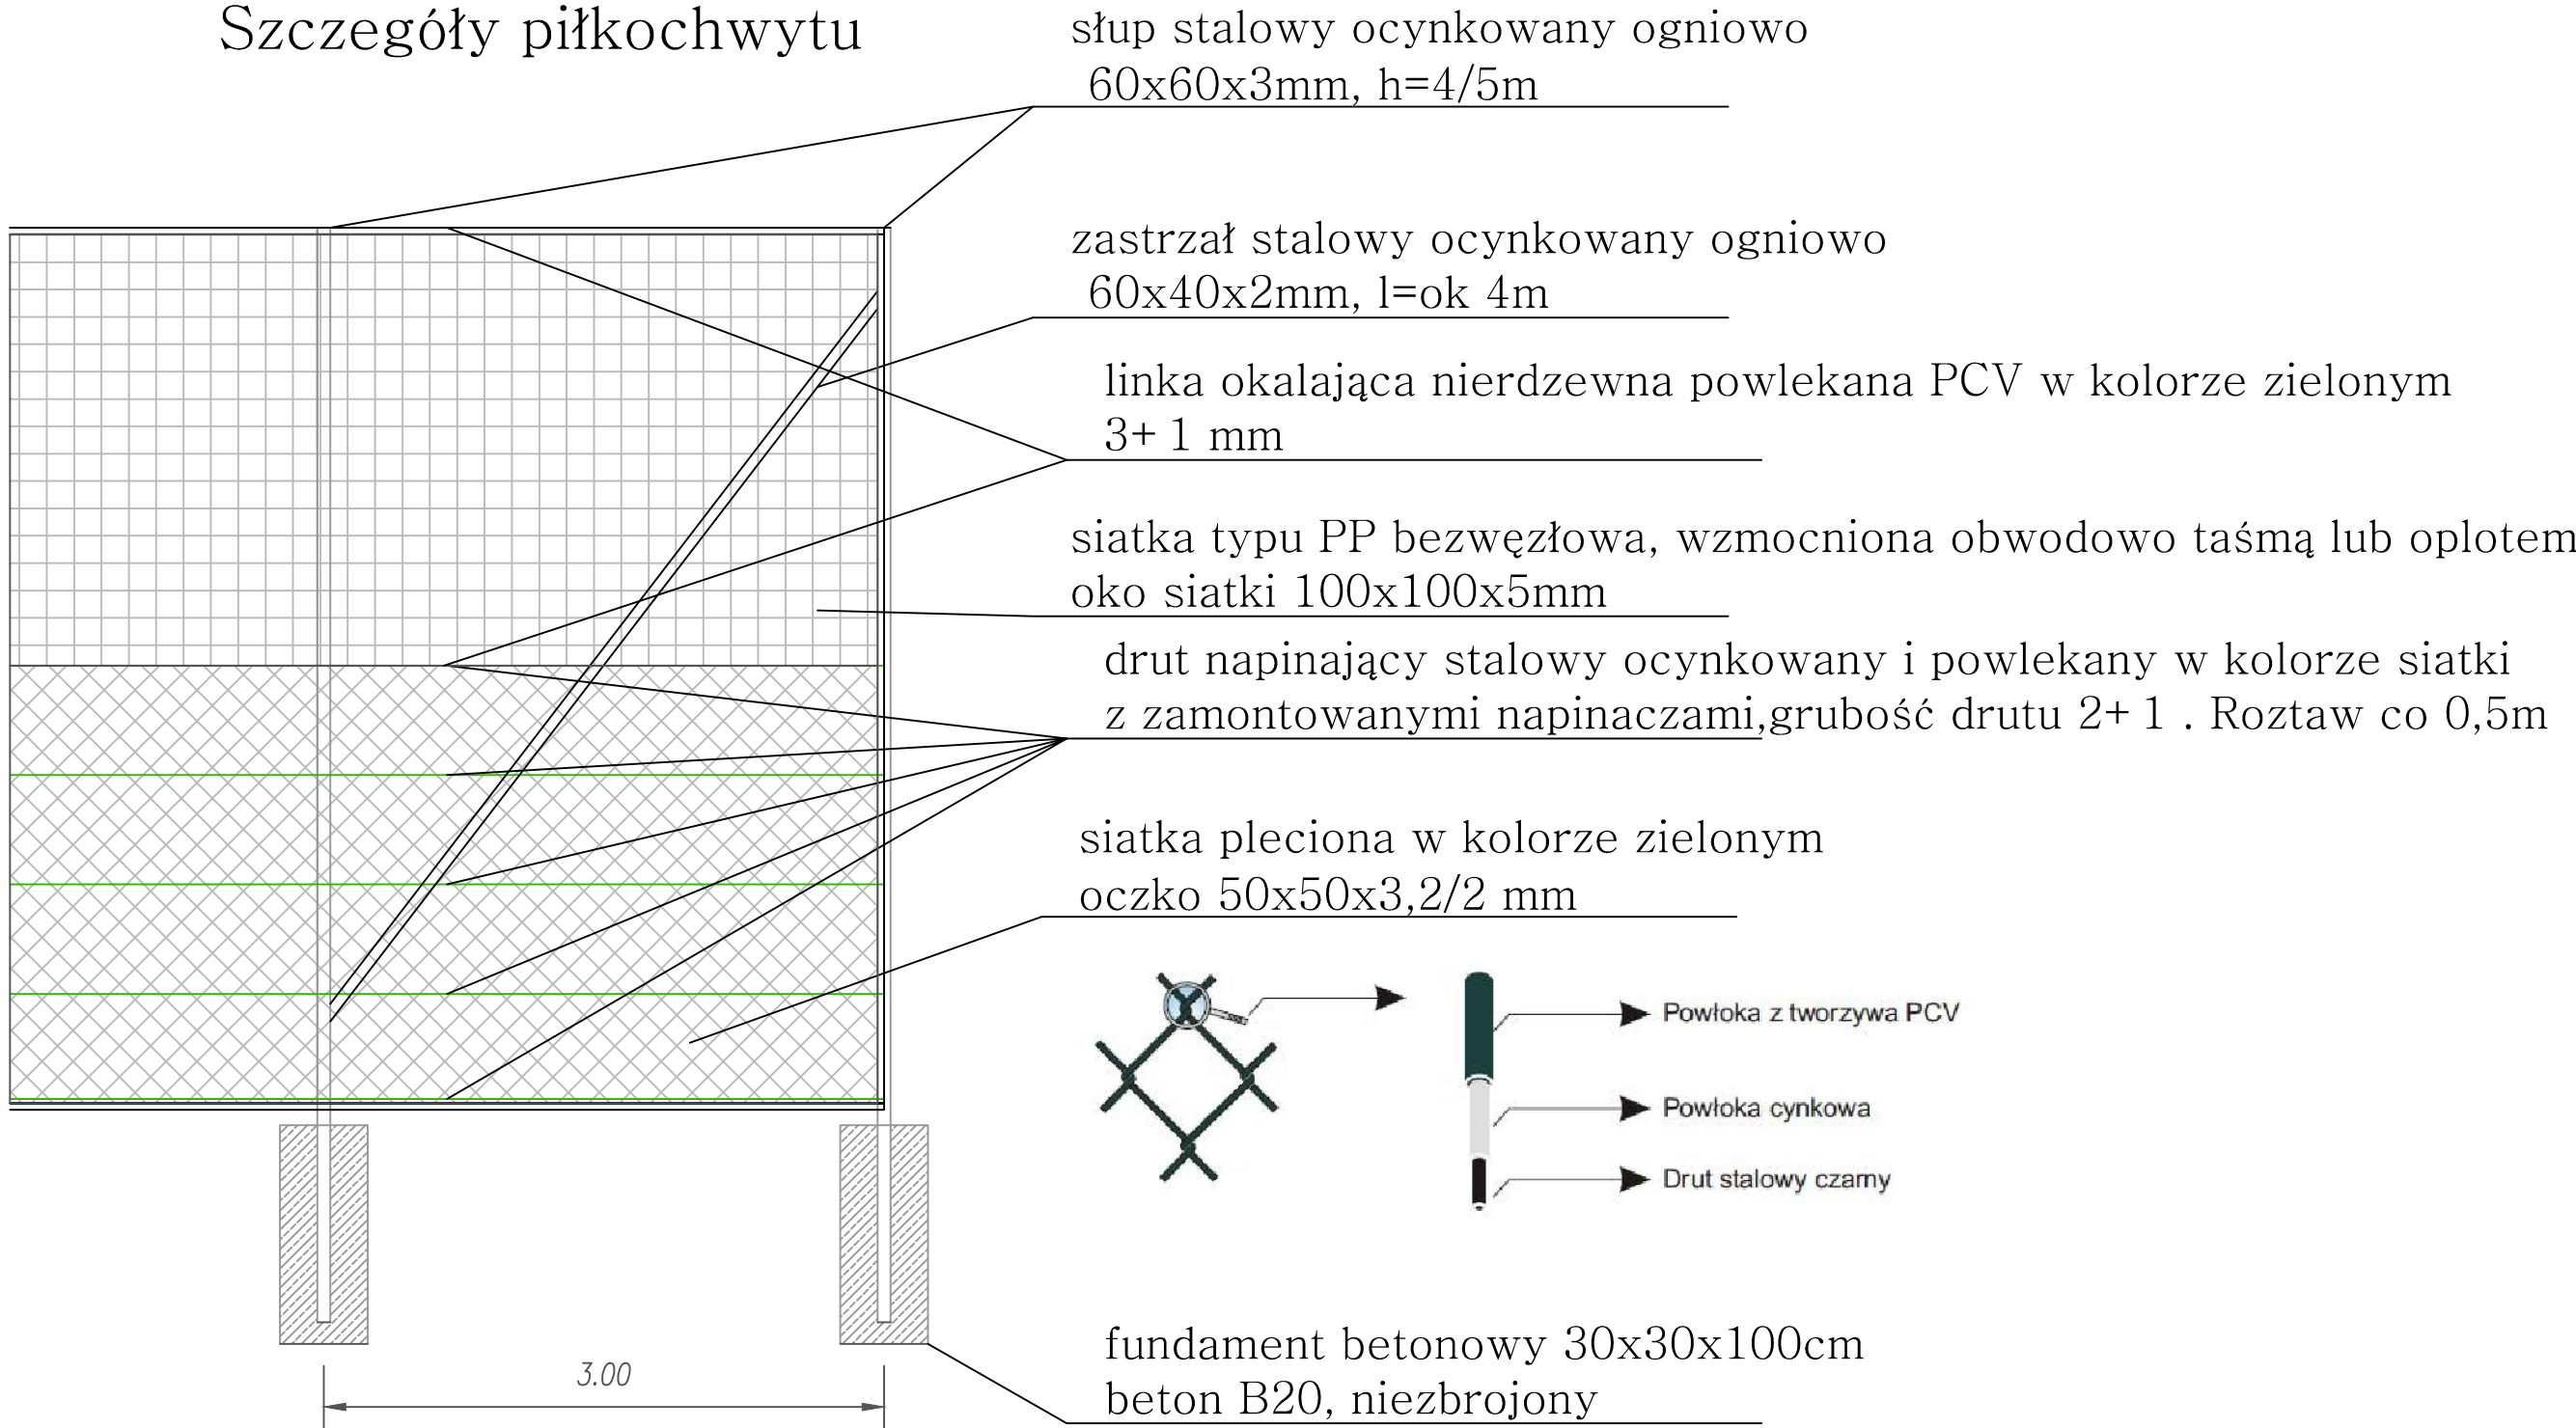 Szczegóły piłkochwytu
słup stalowy ocynkowany ogniowo
60x60x3mm, h=4/5m
zastrzał stalowy ocynkowany ogniowo
60x40x2mm, l=ok 4m
linka okalająca nierdzewna powlekana PCV w kolorze zielonym
3+1 mm
siatka typu PP bezwęzłowa, wzmocniona obwodowo taśmą lub oplotem
oko siatki 100x100x5mm
drut napinający stalowy ocynkowany i powlekany w kolorze siatki
z zamontowanymi napinaczami,grubość drutu 2+1 . Roztaw co 0,5m
siatka pleciona w kolorze zielonym
oczko 50x50x3,2/2 mm
Powłoka z tworzywa PCV
Powłoka cynkowa
Drut stalowy czarny
fundament betonowy 30x30x100cm
beton B20, niezbrojony
3.00